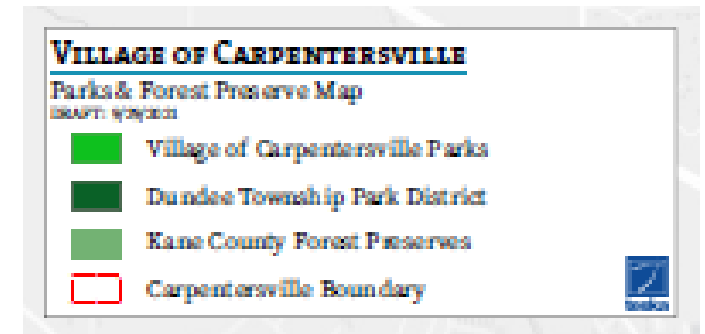 VILLAGE OF CARPENTERSVILLE
Parks & Forest Preserve Map
DRAFT:
Village of Carpentersville Parks
Dundee Township Park District
Kane County Forest Preserves
Carpentersville Boundary